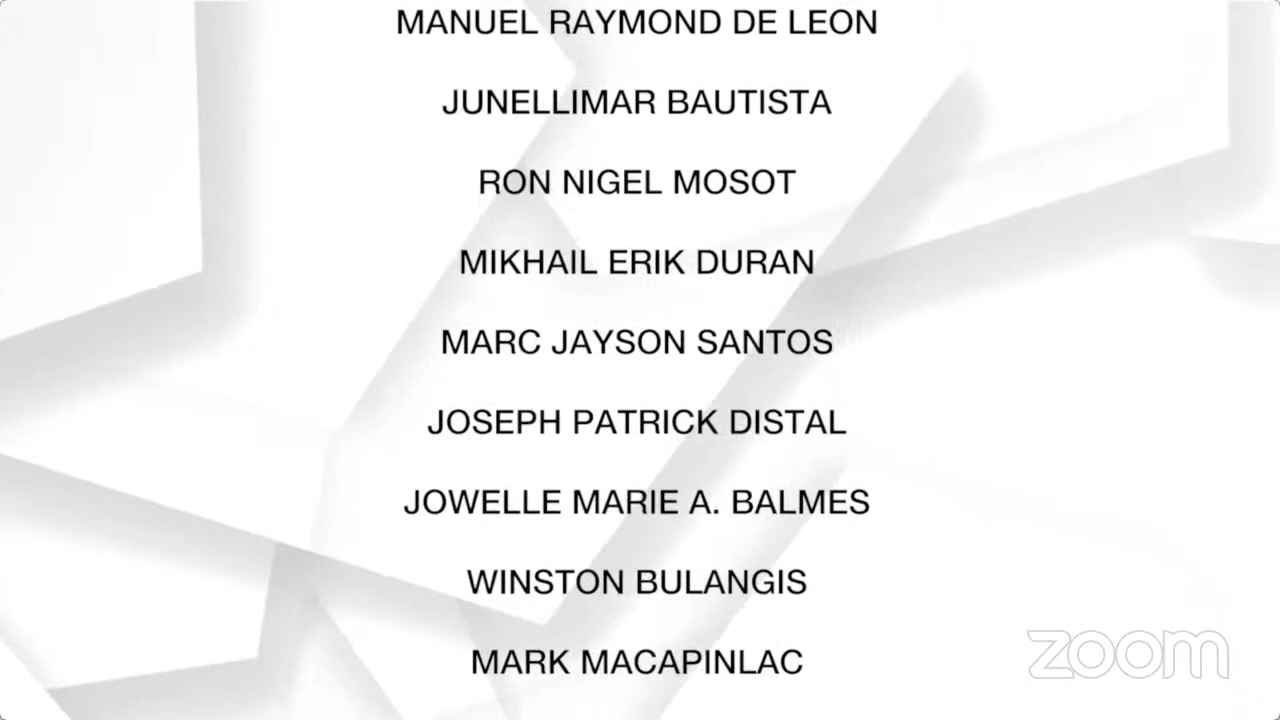 MANUEL RAYMOND DE LEON
JUNELLIMAR BAUTISTA
RON NIGEL MOSOT
MIKHAIL ERIK DURAN
MARC JAYSON SANTOS
JOSEPH PATRICK DISTAL
JOWELLE MARIE A. BALMES
WINSTON BULANGIS
MARK MACAPINLAC
zoom